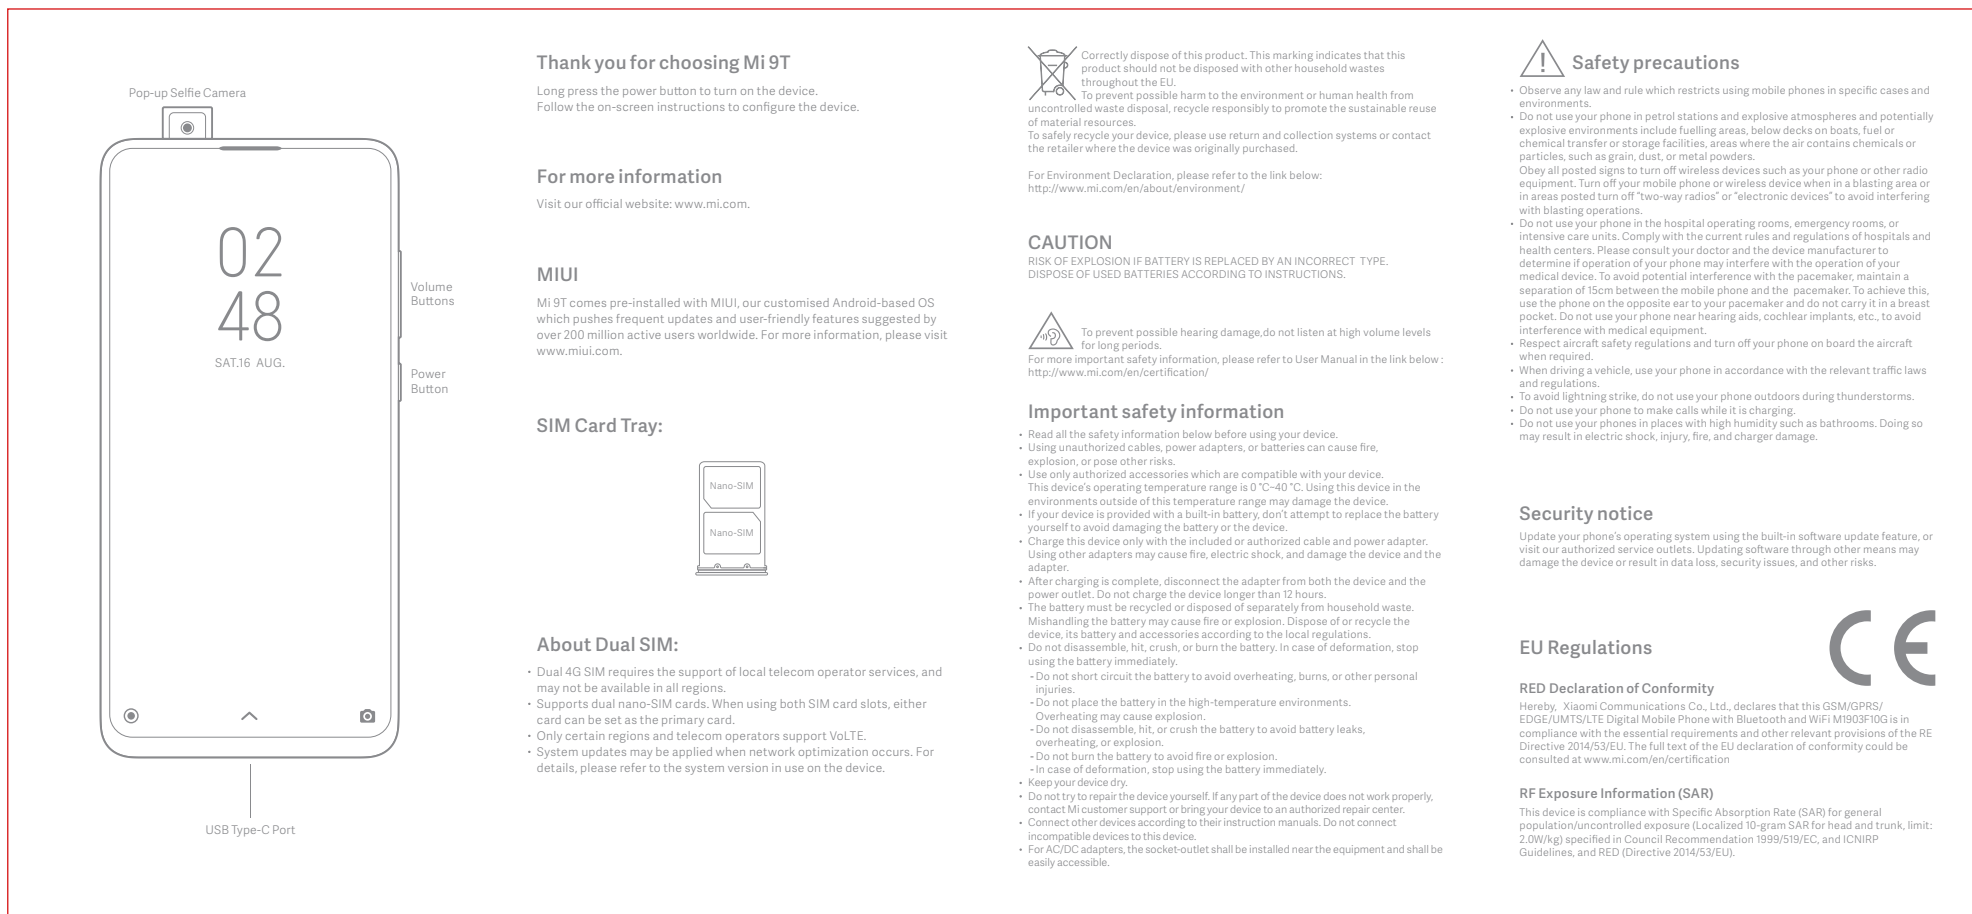 Pop-up Selfie Camera
02
48
SAT.16 AUG.
Volume
Buttons
Power
Button
USB Type-C Port
Thank you for choosing Mi 9T
Long press the power button to turn on the device.
Follow the on-screen instructions to configure the device.
For more information
Visit our official website: www.mi.com.
MIUI
Mi 9T comes pre-installed with MIUI, our customised Android-based OS
which pushes frequent updates and user-friendly features suggested by
over 200 million active users worldwide. For more information, please visit
www.miui.com.
SIM Card Tray:
Nano-SIM
Nano-SIM
About Dual SIM:
• Dual 4G SIM requires the support of local telecom operator services, and
may not be available in all regions.
• Supports dual nano-SIM cards. When using both SIM card slots, either
card can be set as the primary card.
• Only certain regions and telecom operators support VoLTE.
• System updates may be applied when network optimization occurs. For
details, please refer to the system version in use on the device.
Correctly dispose of this product. This marking indicates that this
product should not be disposed with other household wastes
throughout the EU.
To prevent possible harm to the environment or human health from
uncontrolled waste disposal, recycle responsibly to promote the sustainable reuse
of material resources.
To safely recycle your device, please use return and collection systems or contact
the retailer where the device was originally purchased.
For Environment Declaration, please refer to the link below:
http://www.mi.com/en/about/environment/
CAUTION
RISK OF EXPLOSION IF BATTERY IS REPLACED BY AN INCORRECT TYPE.
DISPOSE OF USED BATTERIES ACCORDING TO INSTRUCTIONS.
To prevent possible hearing damage,do not listen at high volume levels
for long periods.
For more important safety information, please refer to User Manual in the link below :
http://www.mi.com/en/certification/
Important safety information
• Read all the safety information below before using your device.
• Using unauthorized cables, power adapters, or batteries can cause fire,
explosion, or pose other risks.
• Use only authorized accessories which are compatible with your device.
This device's operating temperature range is 0 °C~40 °C. Using this device in the
environments outside of this temperature range may damage the device.
• If your device is provided with a built-in battery, don't attempt to replace the battery
yourself to avoid damaging the battery or the device.
• Charge this device only with the included or authorized cable and power adapter.
Using other adapters may cause fire, electric shock, and damage the device and the
adapter.
• After charging is complete, disconnect the adapter from both the device and the
power outlet. Do not charge the device longer than 12 hours.
• The battery must be recycled or disposed of separately from household waste.
Mishandling the battery may cause fire or explosion. Dispose of or recycle the
device, its battery and accessories according to the local regulations.
• Do not disassemble, hit, crush, or burn the battery. In case of deformation, stop
using the battery immediately.
- Do not short circuit the battery to avoid overheating, burns, or other personal
injuries.
- Do not place the battery in the high-temperature environments.
Overheating may cause explosion.
- Do not disassemble, hit, or crush the battery to avoid battery leaks,
overheating, or explosion.
- Do not burn the battery to avoid fire or explosion.
- In case of deformation, stop using the battery immediately.
• Keep your device dry.
• Do not try to repair the device yourself. If any part of the device does not work properly,
contact Mi customer support or bring your device to an authorized repair center.
• Connect other devices according to their instruction manuals. Do not connect
incompatible devices to this device.
• For AC/DC adapters, the socket-outlet shall be installed near the equipment and shall be
easily accessible.
Safety precautions
• Observe any law and rule which restricts using mobile phones in specific cases and
environments.
• Do not use your phone in petrol stations and explosive atmospheres and potentially
explosive environments include fuelling areas, below decks on boats, fuel or
chemical transfer or storage facilities, areas where the air contains chemicals or
particles, such as grain, dust, or metal powders.
Obey all posted signs to turn off wireless devices such as your phone or other radio
equipment. Turn off your mobile phone or wireless device when in a blasting area or
in areas posted turn off "two-way radios" or "electronic devices" to avoid interfering
with blasting operations.
• Do not use your phone in the hospital operating rooms, emergency rooms, or
intensive care units. Comply with the current rules and regulations of hospitals and
health centers. Please consult your doctor and the device manufacturer to
determine if operation of your phone may interfere with the operation of your
medical device. To avoid potential interference with the pacemaker, maintain a
separation of 15cm between the mobile phone and the pacemaker. To achieve this,
use the phone on the opposite ear to your pacemaker and do not carry it in a breast
pocket. Do not use your phone near hearing aids, cochlear implants, etc., to avoid
interference with medical equipment.
• Respect aircraft safety regulations and turn off your phone on board the aircraft
when required.
• When driving a vehicle, use your phone in accordance with the relevant traffic laws
and regulations.
• To avoid lightning strike, do not use your phone outdoors during thunderstorms.
• Do not use your phone to make calls while it is charging.
• Do not use your phones in places with high humidity such as bathrooms. Doing so
may result in electric shock, injury, fire, and charger damage.
Security notice
Update your phone's operating system using the built-in software update feature, or
visit our authorized service outlets. Updating software through other means may
damage the device or result in data loss, security issues, and other risks.
EU Regulations
CE
RED Declaration of Conformity
Hereby, Xiaomi Communications Co., Ltd., declares that this GSM/GPRS/
EDGE/UMTS/LTE Digital Mobile Phone with Bluetooth and WiFi M1903F10G is in
compliance with the essential requirements and other relevant provisions of the RE
Directive 2014/53/EU. The full text of the EU declaration of conformity could be
consulted at www.mi.com/en/certification
RF Exposure Information (SAR)
This device is compliant with Specific Absorption Rate (SAR) for general
population/uncontrolled exposure (Localized 10-gram SAR for head and trunk, limit:
2.0W/kg) specified in Council Recommendation 1999/519/EC, and ICNIRP
Guidelines, and RED (Directive 2014/53/EU).